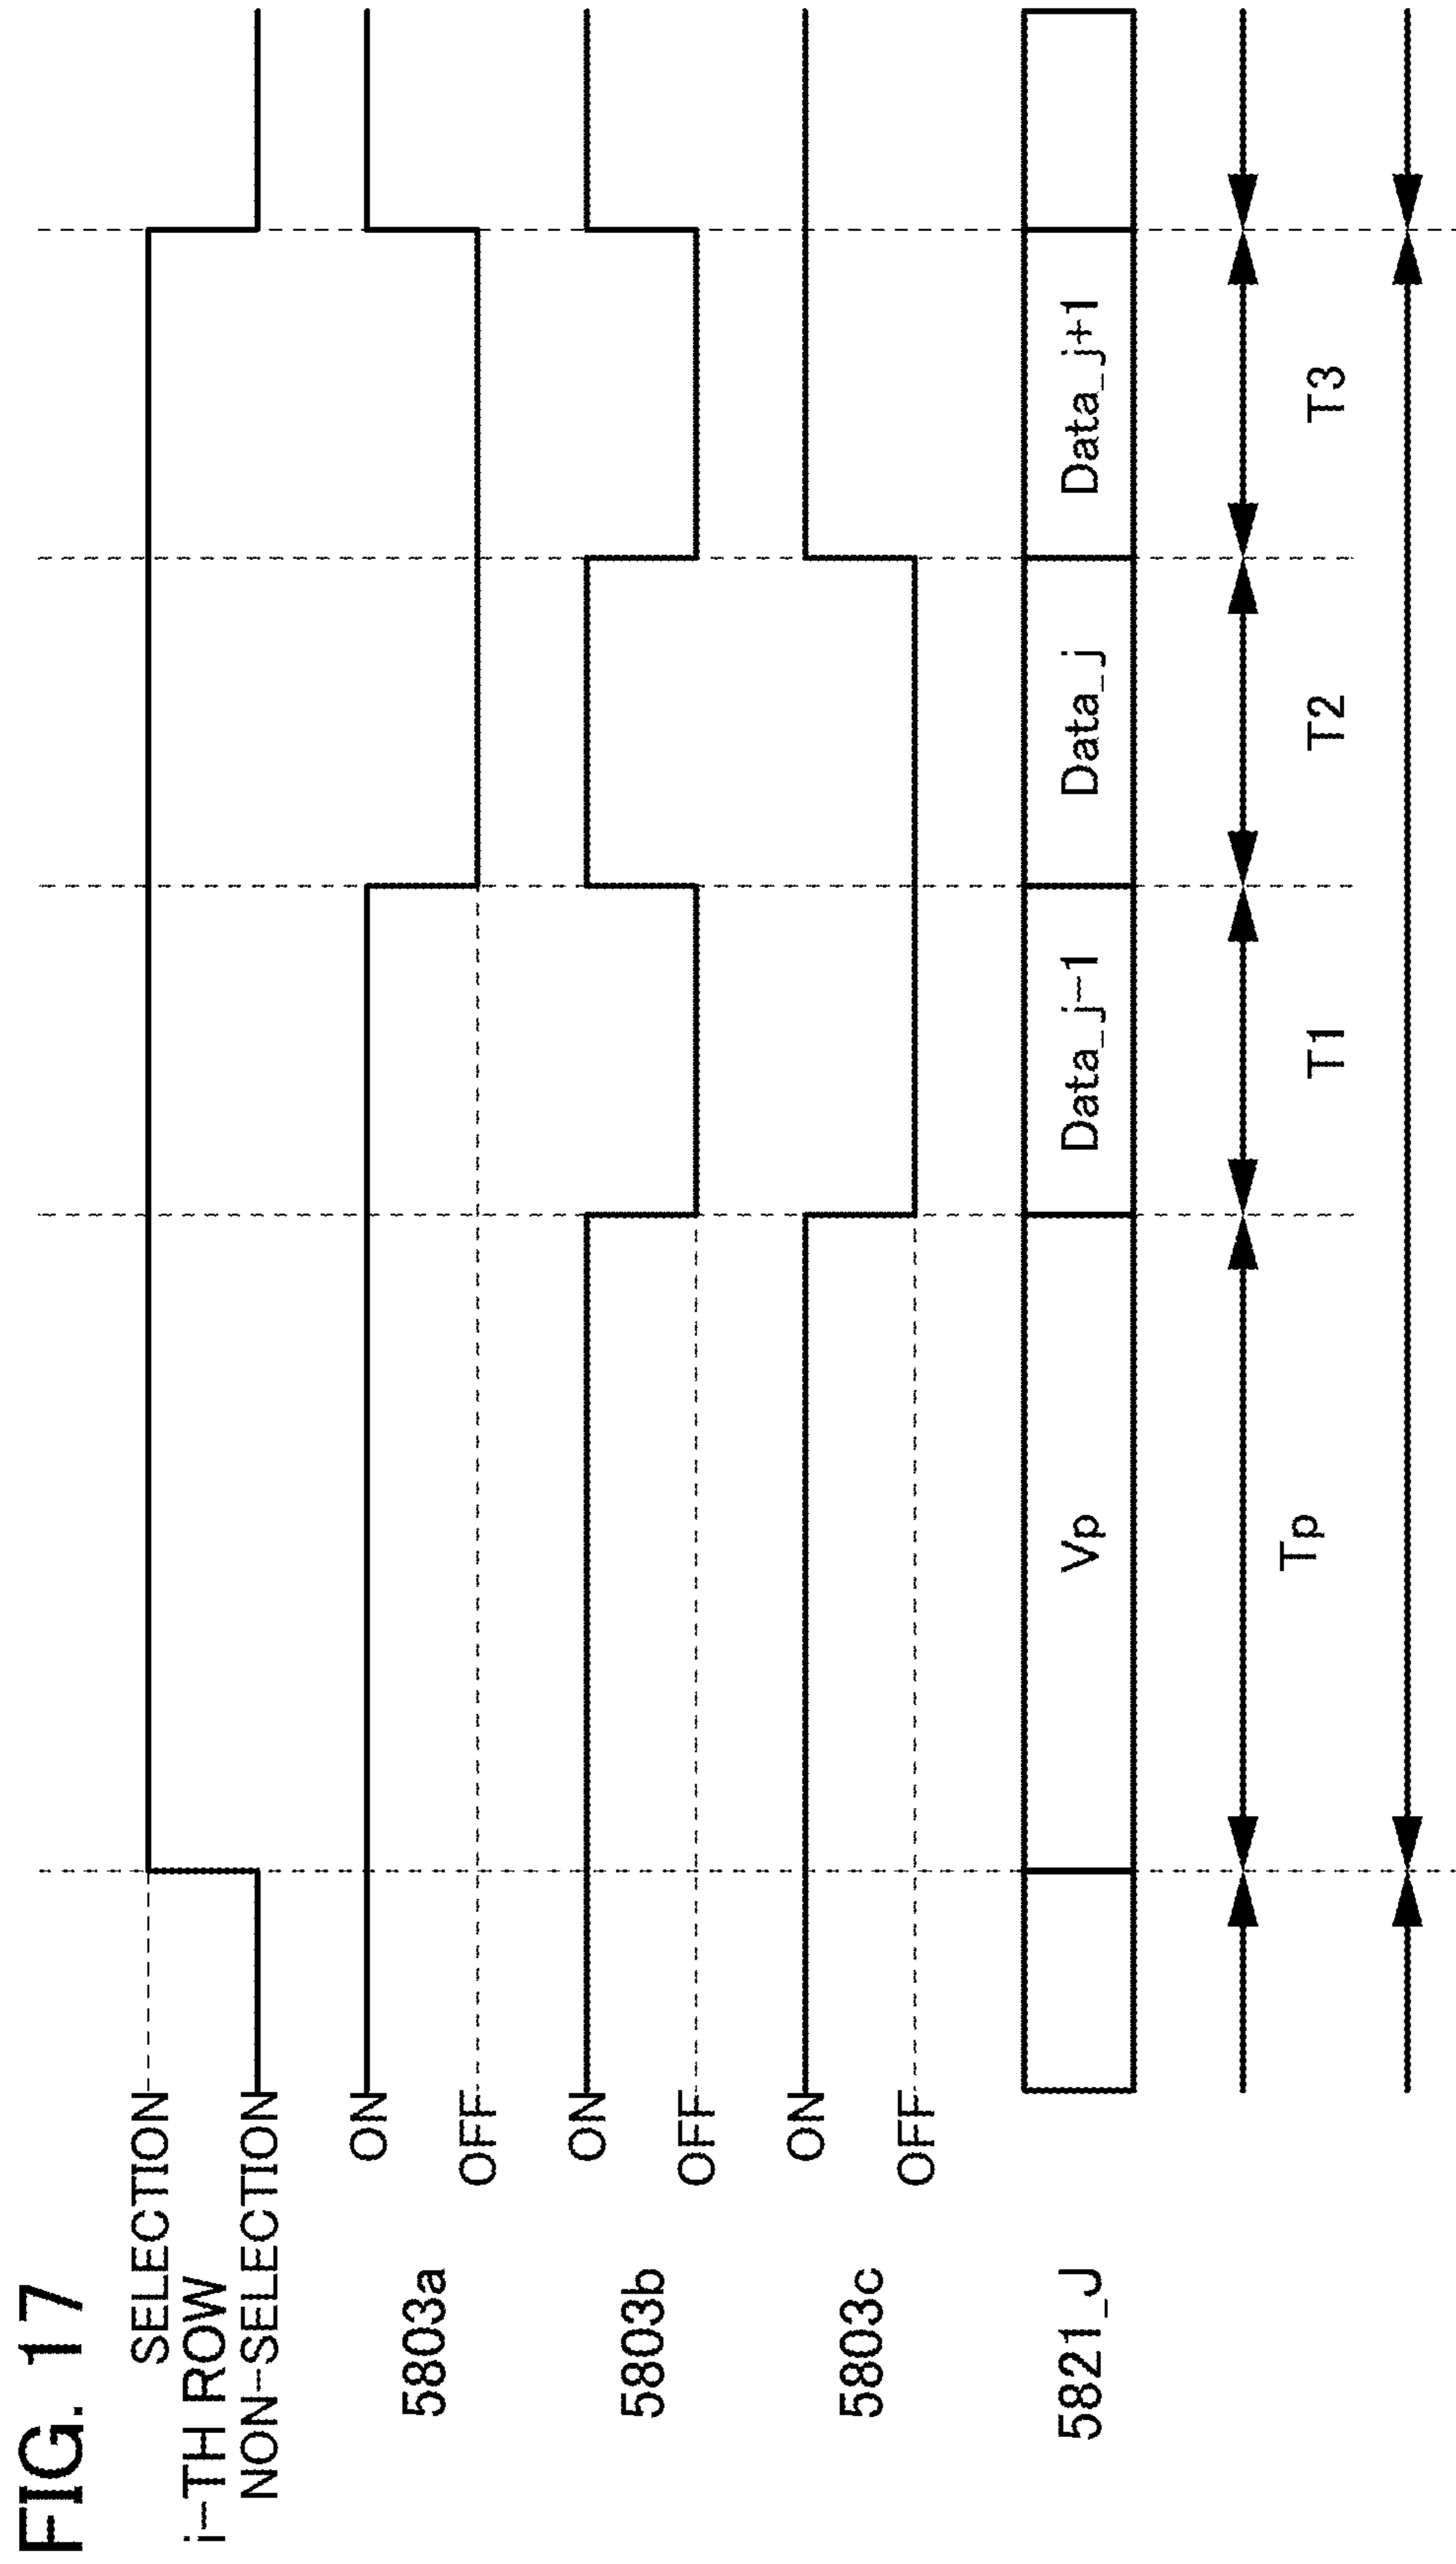 FIG. 17
SELECTION
i-TH ROW
NON-SELECTION
5803a
ON
OFF
5803b
ON
OFF
5803c
ON
OFF
5821_J
Vp
Data_j-1
Data_j
Data_j+1
Tp
T1
T2
T3